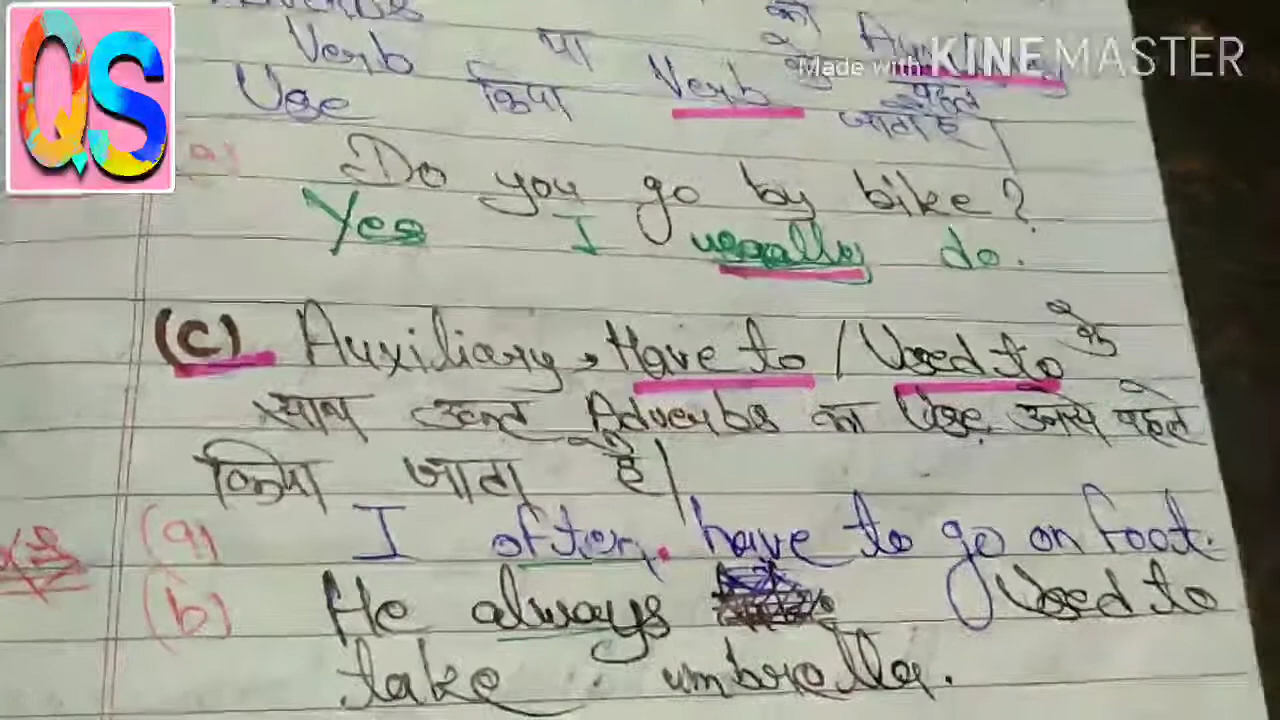 QS
Made with KINEMASTER
Verb या Verb के पहले
Use किया जाता है।
(a) Do you go by bike?
Yes I usually do.
(C) Auxiliary, Have to / Used to के
साथ उक्त Adverbs का Use उनसे पहले
किया जाता है।
(a) I often have to go on foot.
(b) He always Used to
take umbrella.